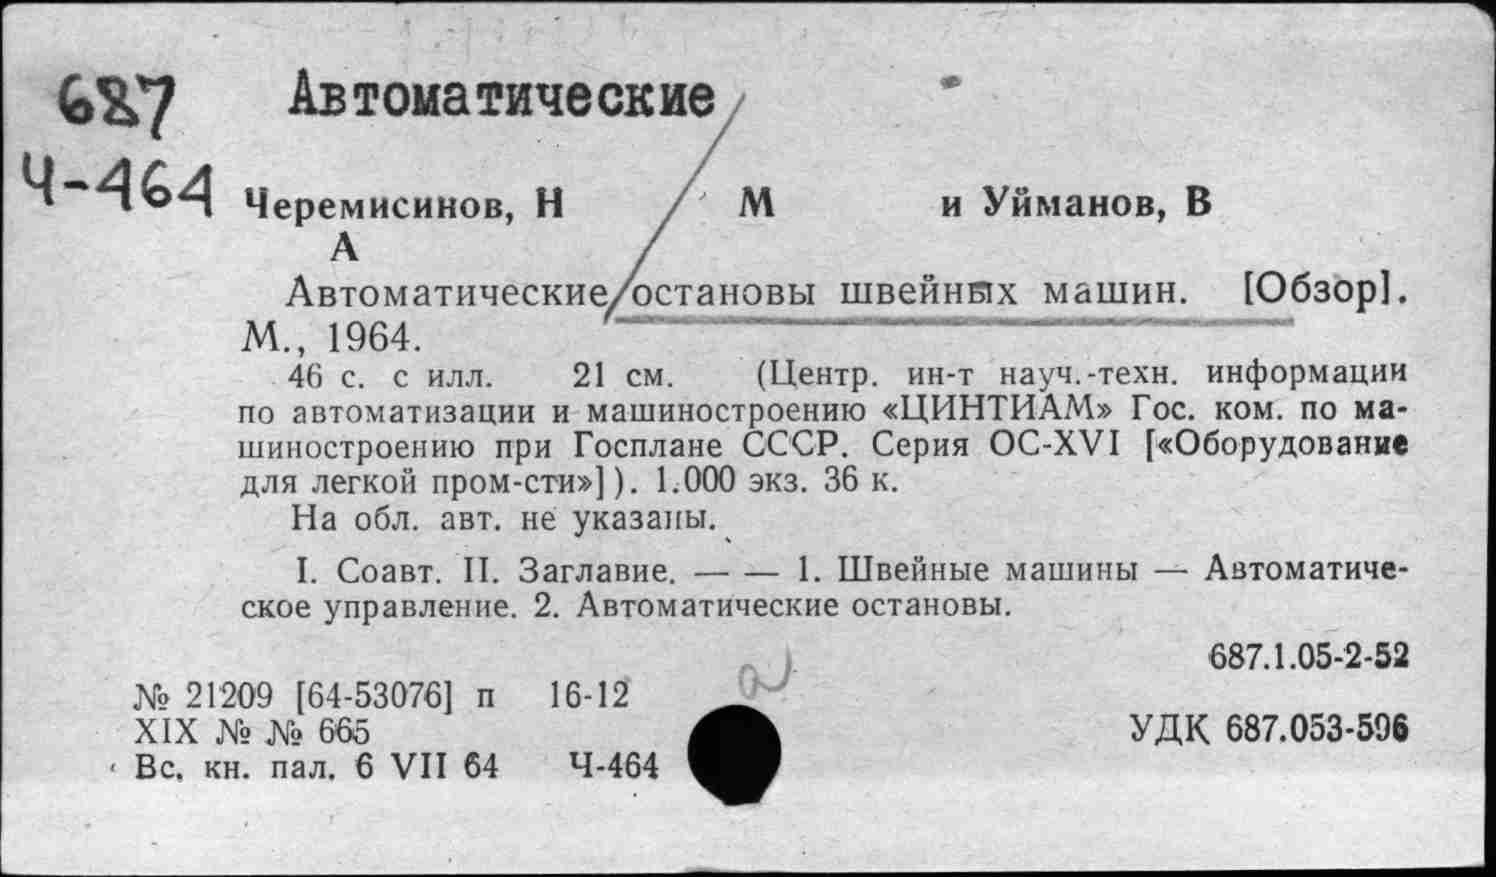 687 Автоматические
Ч-464
Черемисинов, Н М и Уйманов, В
А
Автоматические/остановы швейных машин. [Обзор].
М., 1964.
46 с. с илл. 21 см. (Центр. ин-т науч.-техн. информации
по автоматизации и машиностроению «ЦИНТИАМ» Гос. ком. по ма-
шиностроению при Госплане СССР. Серия ОС-XVI [«Оборудование
для легкой пром-сти»]). 1.000 экз. 36 к.
На обл. авт. не указаны.
I. Соавт. II. Заглавие. — — 1. Швейные машины — Автоматиче-
ское управление. 2. Автоматические остановы.
687.1.05-2-52
№ 21209 [64-53076] п 16-12
XIX № № 665
УДК 687.053-596
Вс. кн. пал. 6 VII 64 Ч-464